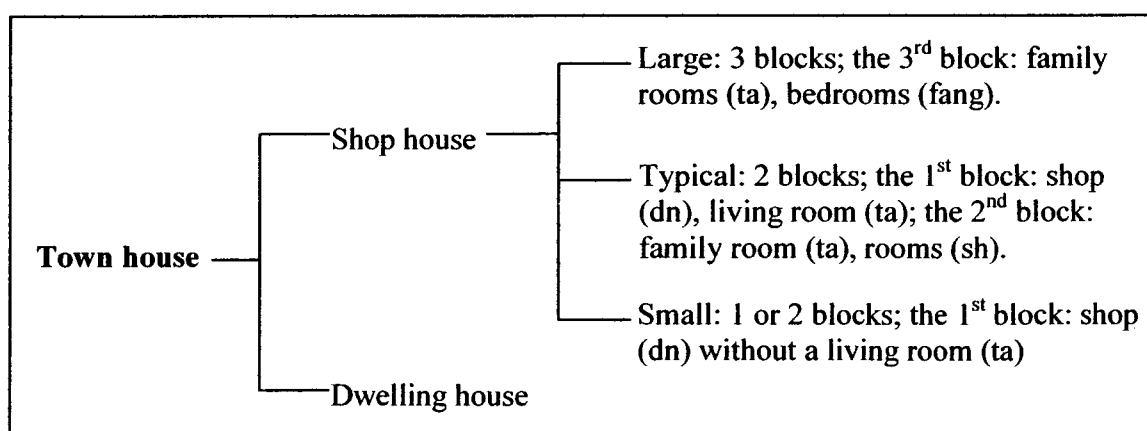 Large: 3 blocks; the 3rd block: family
rooms (ta), bedrooms (fang).
Shop house
Typical: 2 blocks; the 1st block: shop
(dn), living room (ta); the 2nd block:
family room (ta), rooms (sh).
Town house
Small: 1 or 2 blocks; the 1st block: shop
(dn) without a living room (ta)
Dwelling house